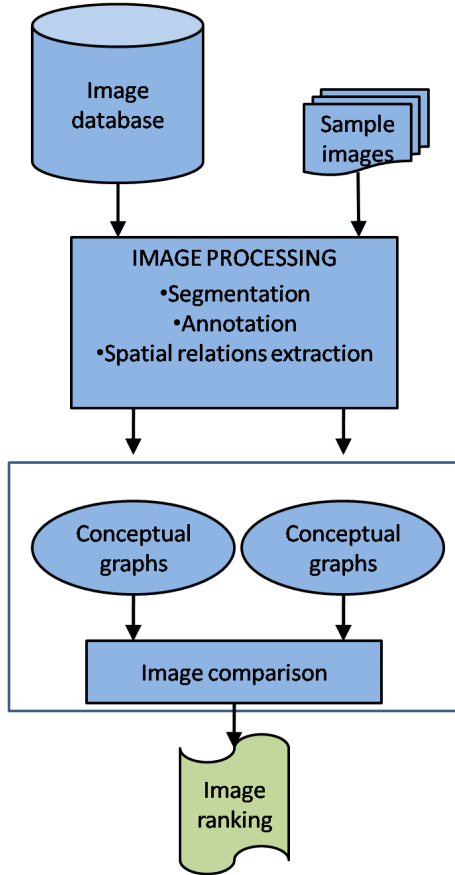 Image
database
Sample
images
IMAGE PROCESSING
•Segmentation
•Annotation
•Spatial relations extraction
Conceptual
graphs
Conceptual
graphs
Image comparison
Image
ranking